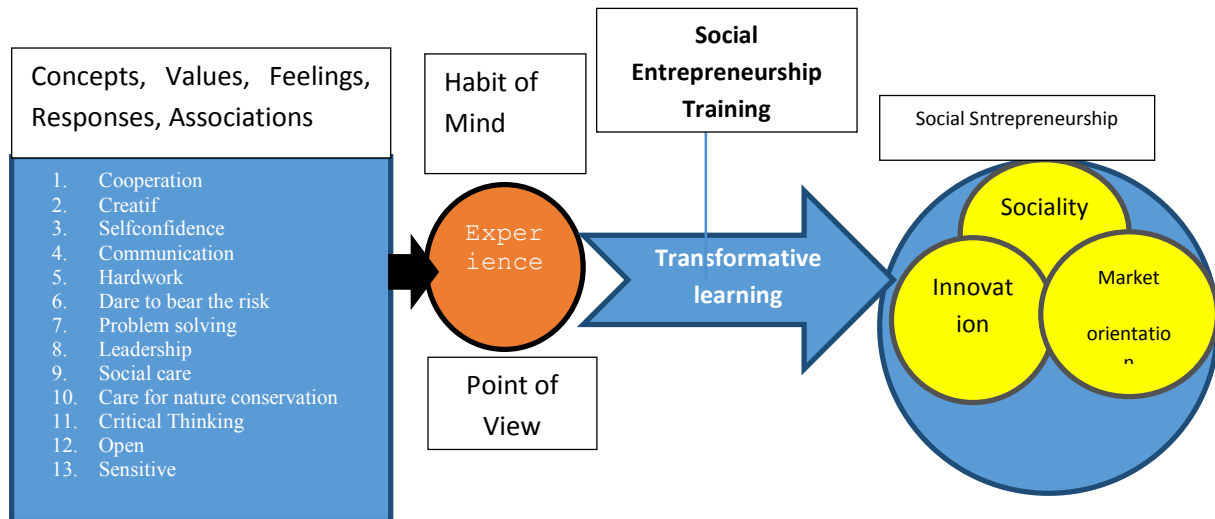 Concepts, Values, Feelings,
Responses, Associations
1. Cooperation
2. Creatif
3. Selfconfidence
4. Communication
5. Hardwork
6. Dare to bear the risk
7. Problem solving
8. Leadership
9. Social care
10. Care for nature conservation
11. Critical Thinking
12. Open
13. Sensitive
Habit of
Mind
Exper
ience
Point of
View
Social
Entrepreneurship
Training
Transformative
learning
Social Sntrepreneurship
Sociality
Innovat
ion
Market
orientatio
n